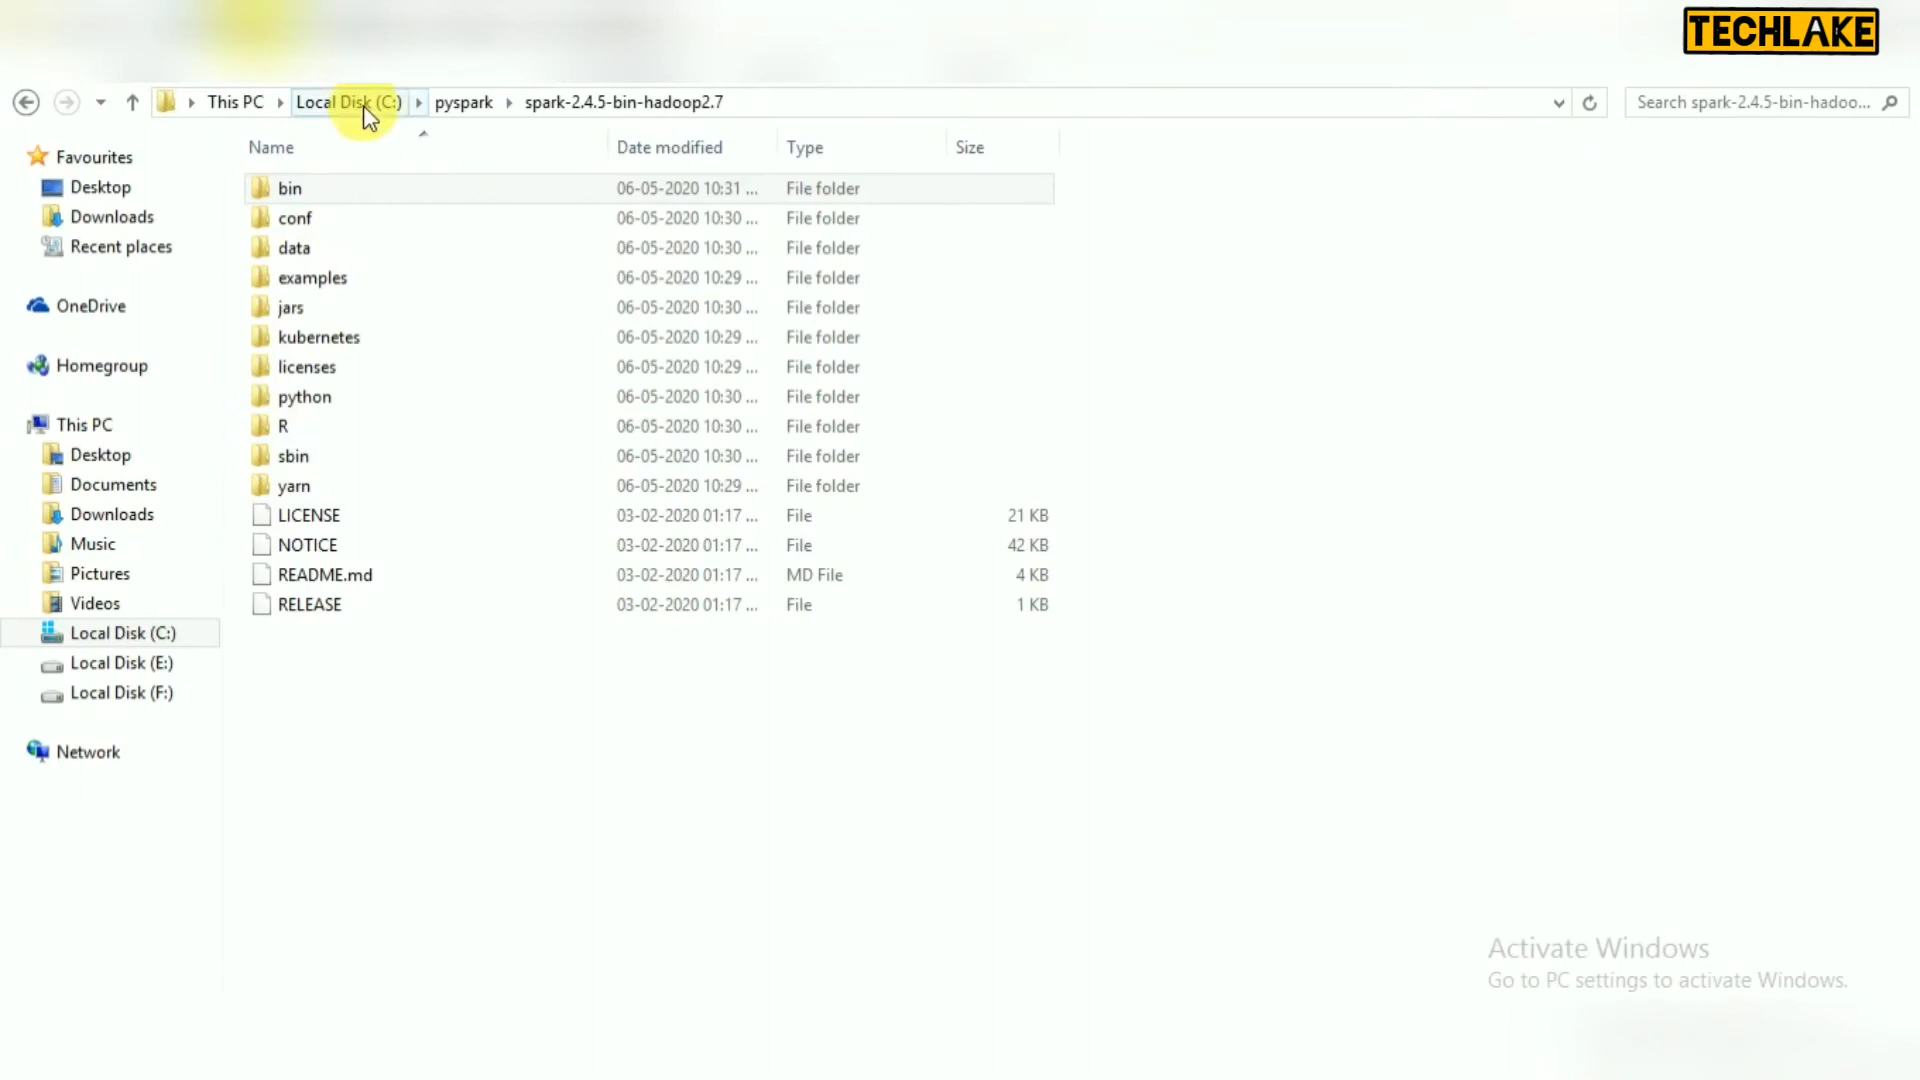 TECHLAKE
This PC Local Disk (C:) pyspark spark-2.4.5-bin-hadoop2.7 Search spark-2.4.5-bin-hadoo...
Name Date modified Type Size
bin 06-05-2020 10:31 ... File folder
conf 06-05-2020 10:30 ... File folder
data 06-05-2020 10:30 ... File folder
examples 06-05-2020 10:29 ... File folder
jars 06-05-2020 10:30 ... File folder
kubernetes 06-05-2020 10:29 ... File folder
licenses 06-05-2020 10:29 ... File folder
python 06-05-2020 10:30 ... File folder
R 06-05-2020 10:30 ... File folder
sbin 06-05-2020 10:30 ... File folder
yarn 06-05-2020 10:29 ... File folder
LICENSE 03-02-2020 01:17 ... File 21 KB
NOTICE 03-02-2020 01:17 ... File 42 KB
README.md 03-02-2020 01:17 ... MD File 4 KB
RELEASE 03-02-2020 01:17 ... File 1 KB
Favourites
Desktop
Downloads
Recent places
OneDrive
Homegroup
This PC
Desktop
Documents
Downloads
Music
Pictures
Videos
Local Disk (C:)
Local Disk (E:)
Local Disk (F:)
Network
Activate Windows
Go to PC settings to activate Windows.